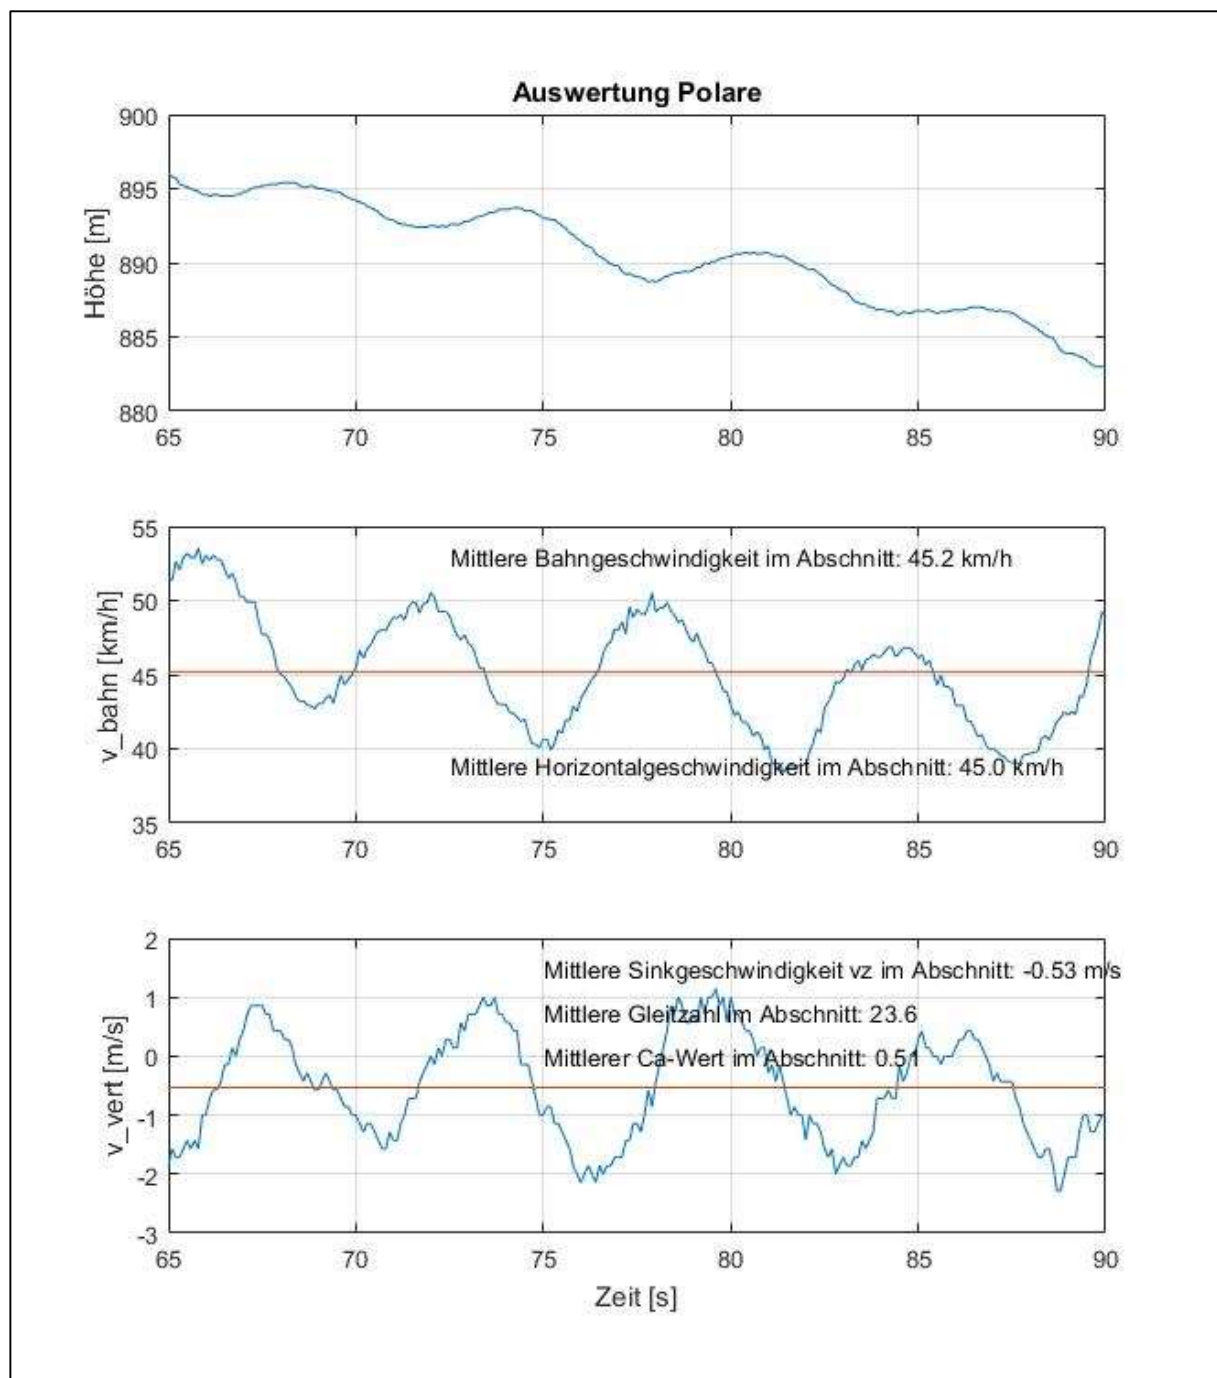 Auswertung Polare
900
895
890
885
880
Höhe [m]
65 70 75 80 85 90
55
50
45
40
35
v_bahn [km/h]
Mittlere Bahngeschwindigkeit im Abschnitt: 45.2 km/h
Mittlere Horizontalgeschwindigkeit im Abschnitt: 45.0 km/h
65 70 75 80 85 90
2
1
0
-1
-2
-3
v_vert [m/s]
Mittlere Sinkgeschwindigkeit vz im Abschnitt: -0.53 m/s
Mittlere Gleitzahl im Abschnitt: 23.6
Mittlerer Ca-Wert im Abschnitt: 0.51
65 70 75 80 85 90
Zeit [s]